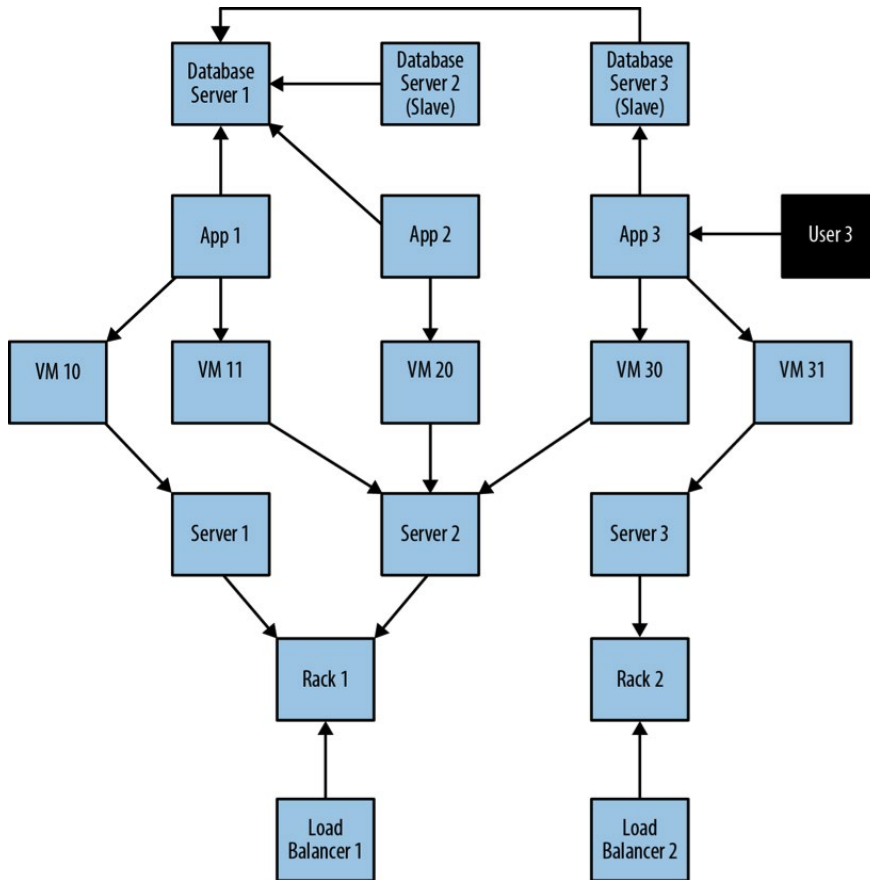 Database
Server 1
Database
Server 2
(Slave)
Database
Server 3
(Slave)
App 1
App 2
App 3
User 3
VM 10
VM 11
VM 20
VM 30
VM 31
Server 1
Server 2
Server 3
Rack 1
Rack 2
Load
Balancer 1
Load
Balancer 2